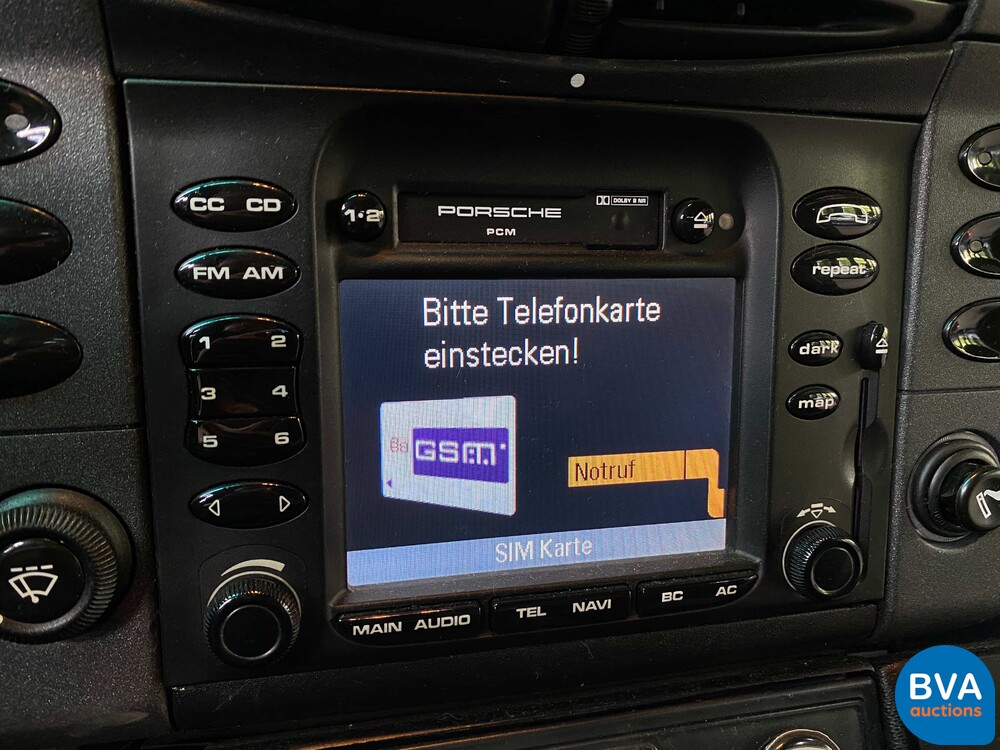 CC CD
1·2
PORSCHE
PCM
DOLBY B NR
FM AM
repeat
Bitte Telefonkarte
einstecken!
1 2
3 4
5 6
dark
map
GSM
Notruf
SIM Karte
MAIN AUDIO
TEL NAVI
BC AC
BVA
auctions